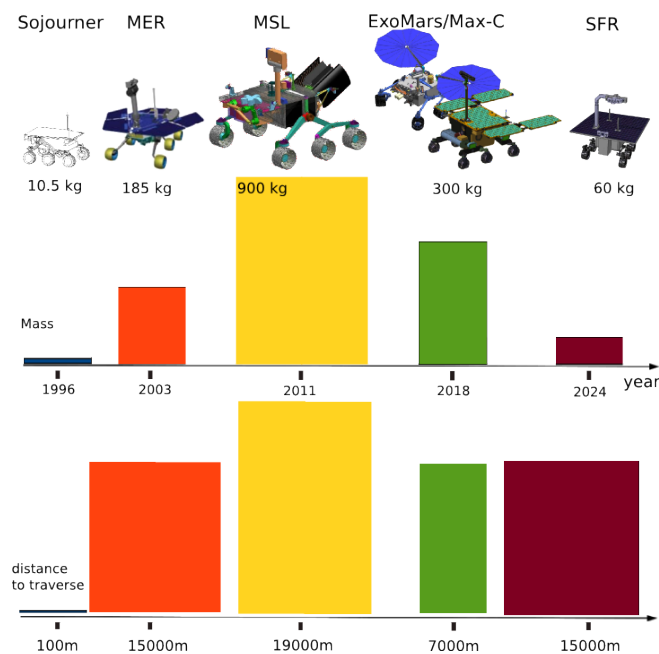 Sojourner MER MSL ExoMars/Max-C SFR
10.5 kg 185 kg 900 kg 300 kg 60 kg
Mass
1996 2003 2011 2018 2024 year
distance
to traverse
100m 15000m 19000m 7000m 15000m